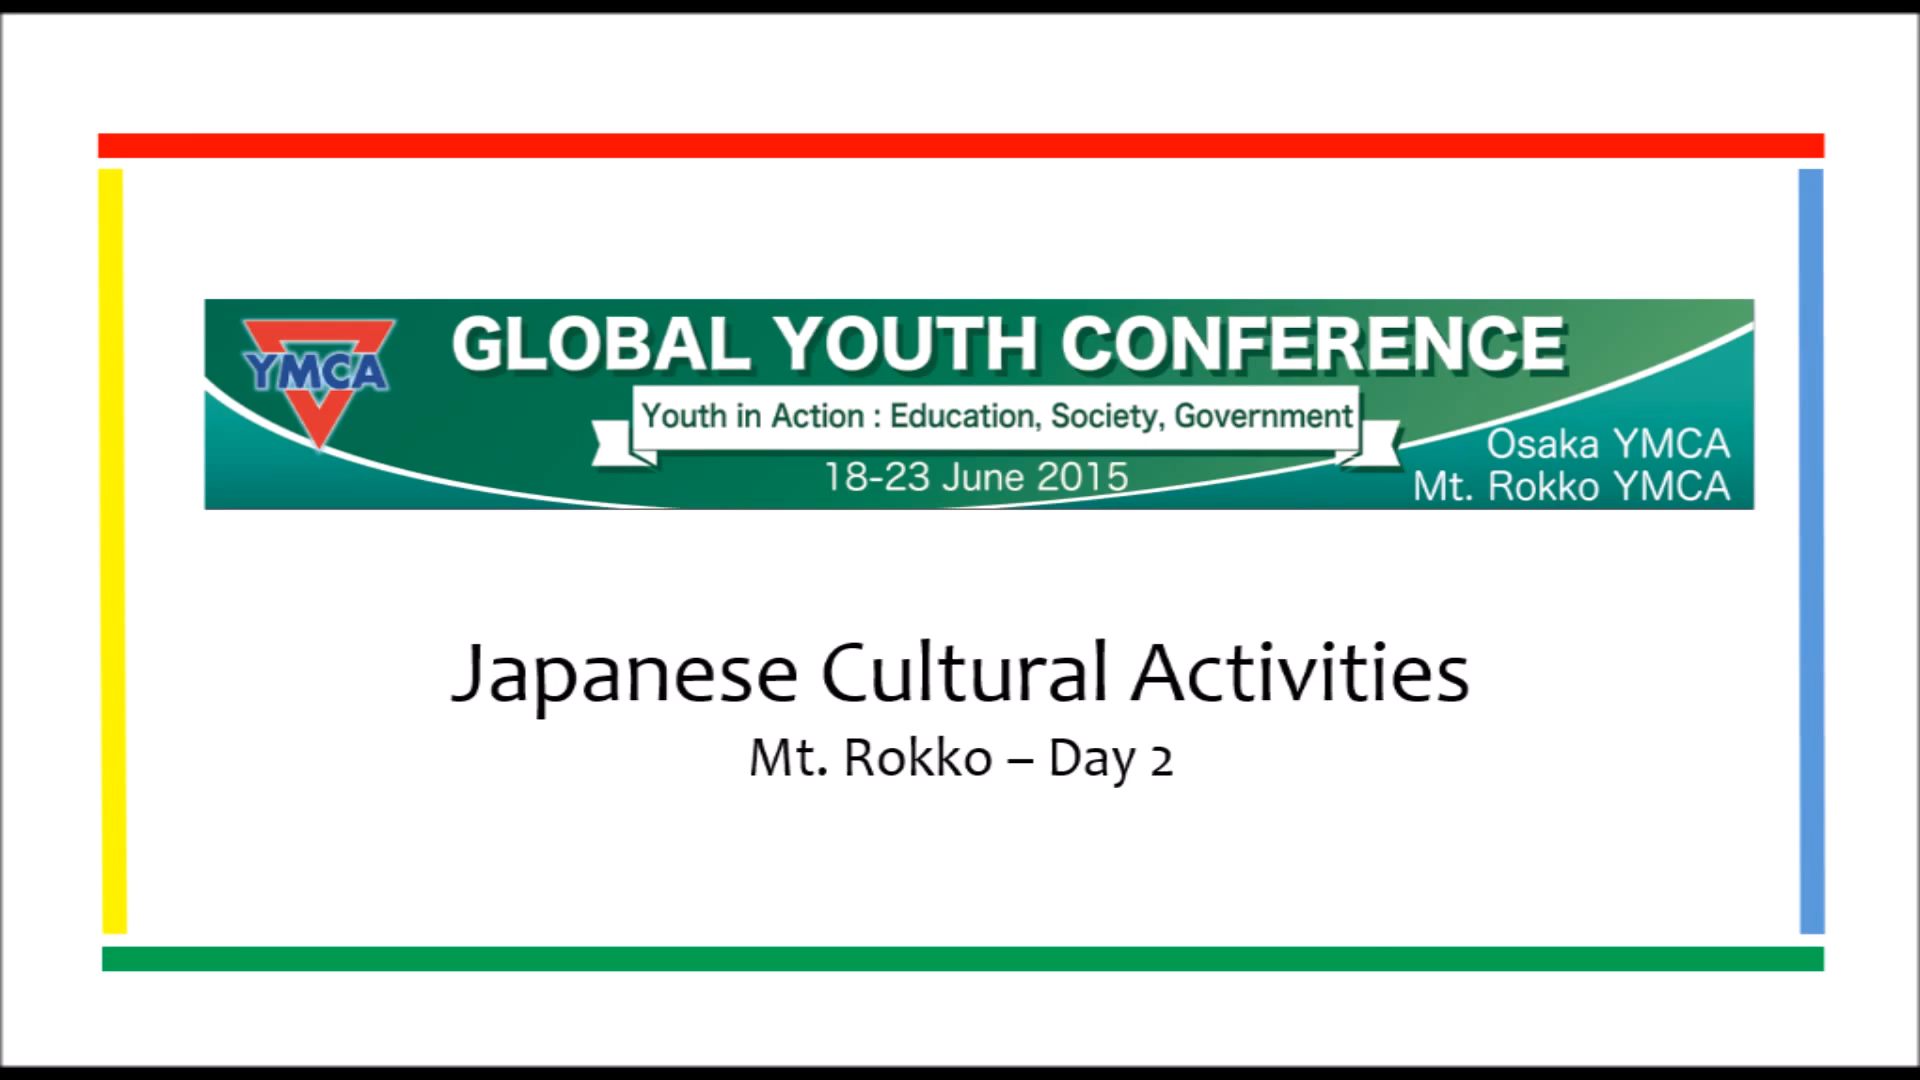 YMCA
GLOBAL YOUTH CONFERENCE
Youth in Action : Education, Society, Government
18-23 June 2015
Osaka YMCA
Mt. Rokko YMCA
Japanese Cultural Activities
Mt. Rokko – Day 2